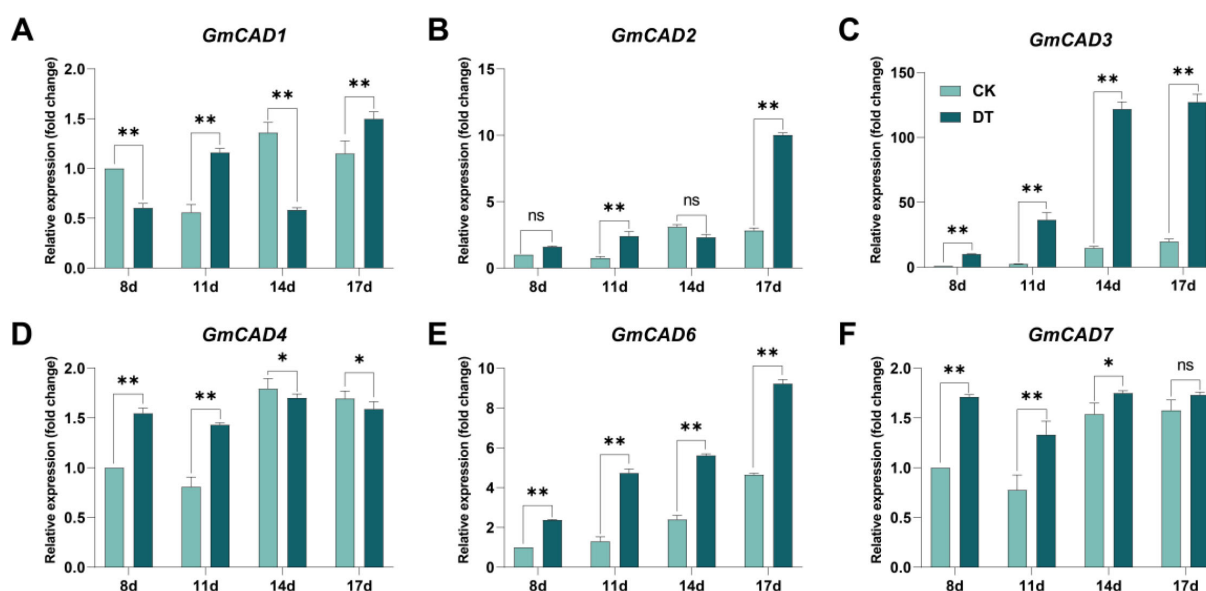 A
GmCAD1
Relative expression (fold change)
2.0
1.5
1.0
0.5
0.0
**
**
**
**
8d
11d
14d
17d
B
GmCAD2
Relative expression (fold change)
15
10
5
0
ns
**
ns
**
8d
11d
14d
17d
C
GmCAD3
Relative expression (fold change)
150
100
50
0
CK
DT
**
**
**
**
8d
11d
14d
17d
D
GmCAD4
Relative expression (fold change)
2.0
1.5
1.0
0.5
0.0
**
**
*
*
8d
11d
14d
17d
E
GmCAD6
Relative expression (fold change)
10
8
6
4
2
0
**
**
**
**
8d
11d
14d
17d
F
GmCAD7
Relative expression (fold change)
2.0
1.5
1.0
0.5
0.0
**
**
*
ns
8d
11d
14d
17d